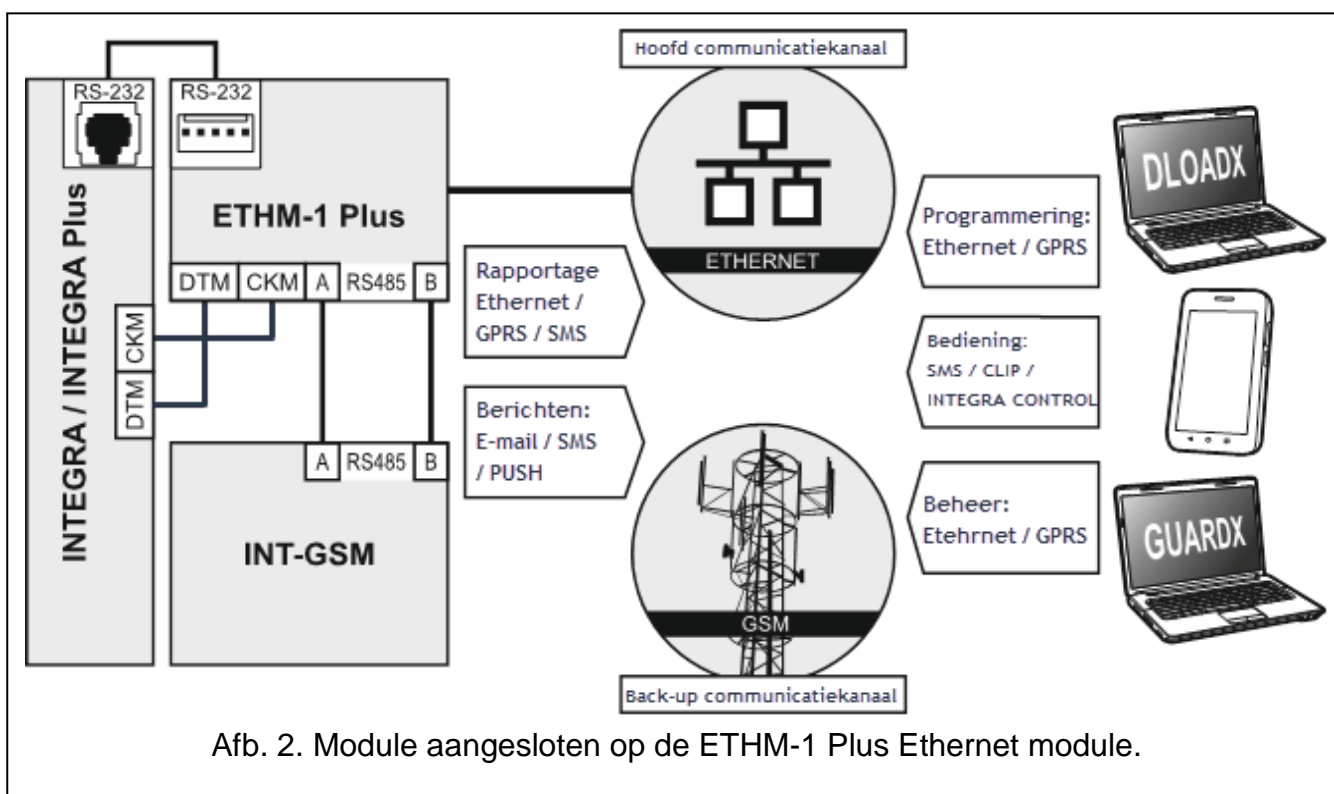 Hoofd communicatiekanaal
RS-232
RS-232
INTEGRA / INTEGRA Plus
ETHM-1 Plus
DTM
CKM
A
RS485
B
CKM
DTM
A
RS485
B
INT-GSM
Rapportage
Ethernet /
GPRS / SMS
Berichten:
E-mail / SMS
/ PUSH
ETHERNET
GSM
Back-up communicatiekanaal
Programmering:
Ethernet / GPRS
Bediening:
SMS / CLIP /
INTEGRA CONTROL
Beheer:
Etehrnet / GPRS
DLOADX
GUARDX
Afb. 2. Module aangesloten op de ETHM-1 Plus Ethernet module.